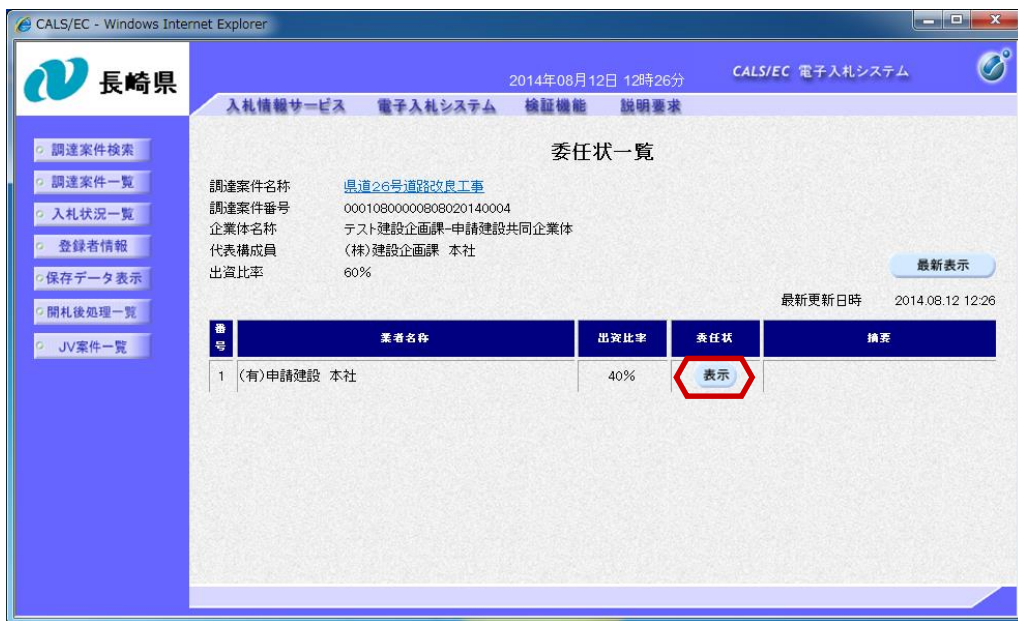 CALS/EC - Windows Internet Explorer
長崎県
2014年08月12日 12時26分
CALS/EC 電子入札システム
入札情報サービス 電子入札システム 検証機能 説明要求
調達案件検索
調達案件一覧
入札状況一覧
登録者情報
保存データ表示
開札後処理一覧
JV案件一覧
委任状一覧
調達案件名称 県道26号道路改良工事
調達案件番号 00010800000808020140004
企業体名称 テスト建設企画課-申請建設共同企業体
代表構成員 (株)建設企画課 本社
出資比率 60%
最新表示
最新更新日時 2014.08.12 12:26
番号 業者名称 出資比率 委任状 摘要
1 (有)申請建設 本社 40% 表示